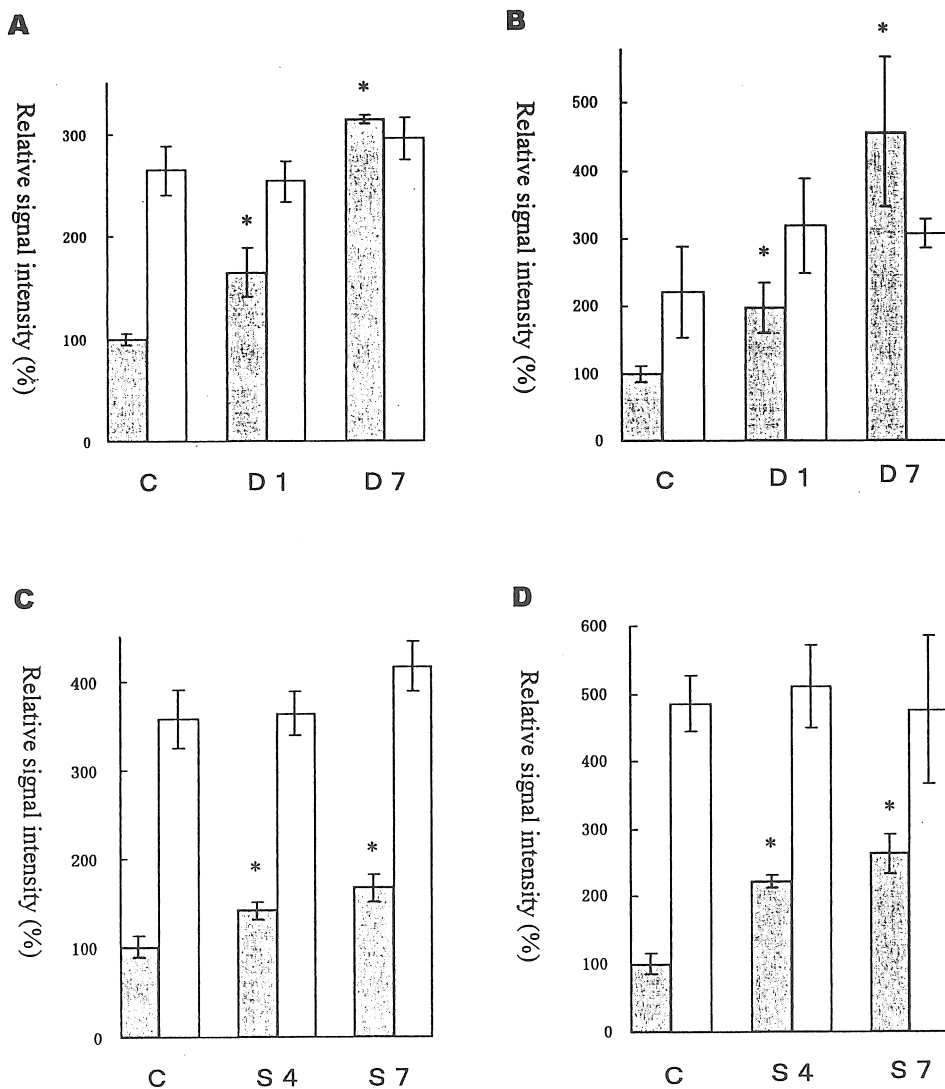 A
Relative signal intensity (%)
300
200
100
0
*
*
C
D 1
D 7
B
Relative signal intensity (%)
500
400
300
200
100
0
*
*
C
D 1
D 7
C
Relative signal intensity (%)
400
300
200
100
0
*
*
C
S 4
S 7
D
Relative signal intensity (%)
600
500
400
300
200
100
0
*
*
C
S 4
S 7